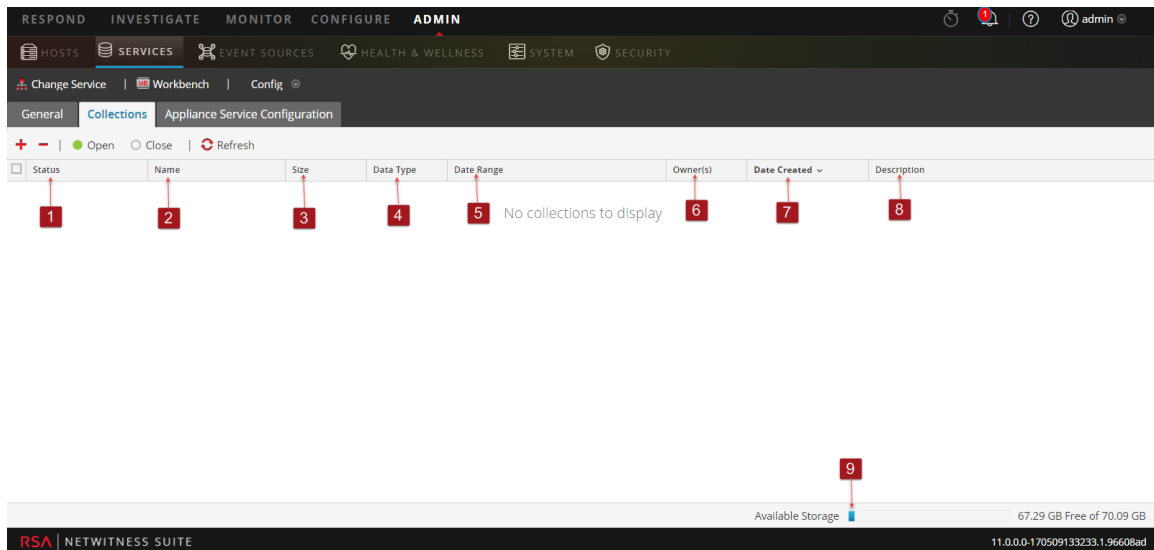 RESPOND INVESTIGATE MONITOR CONFIGURE ADMIN 1 ? admin
HOSTS SERVICES EVENT SOURCES HEALTH & WELLNESS SYSTEM SECURITY
Change Service | Workbench | Config
General Collections Appliance Service Configuration
+ − | Open Close | Refresh
Status Name Size Data Type Date Range Owner(s) Date Created Description
1 2 3 4 5 No collections to display 6 7 8
9
Available Storage 67.29 GB Free of 70.09 GB
RSA | NETWITNESS SUITE 11.0.0.0-170509133233.1.96608ad